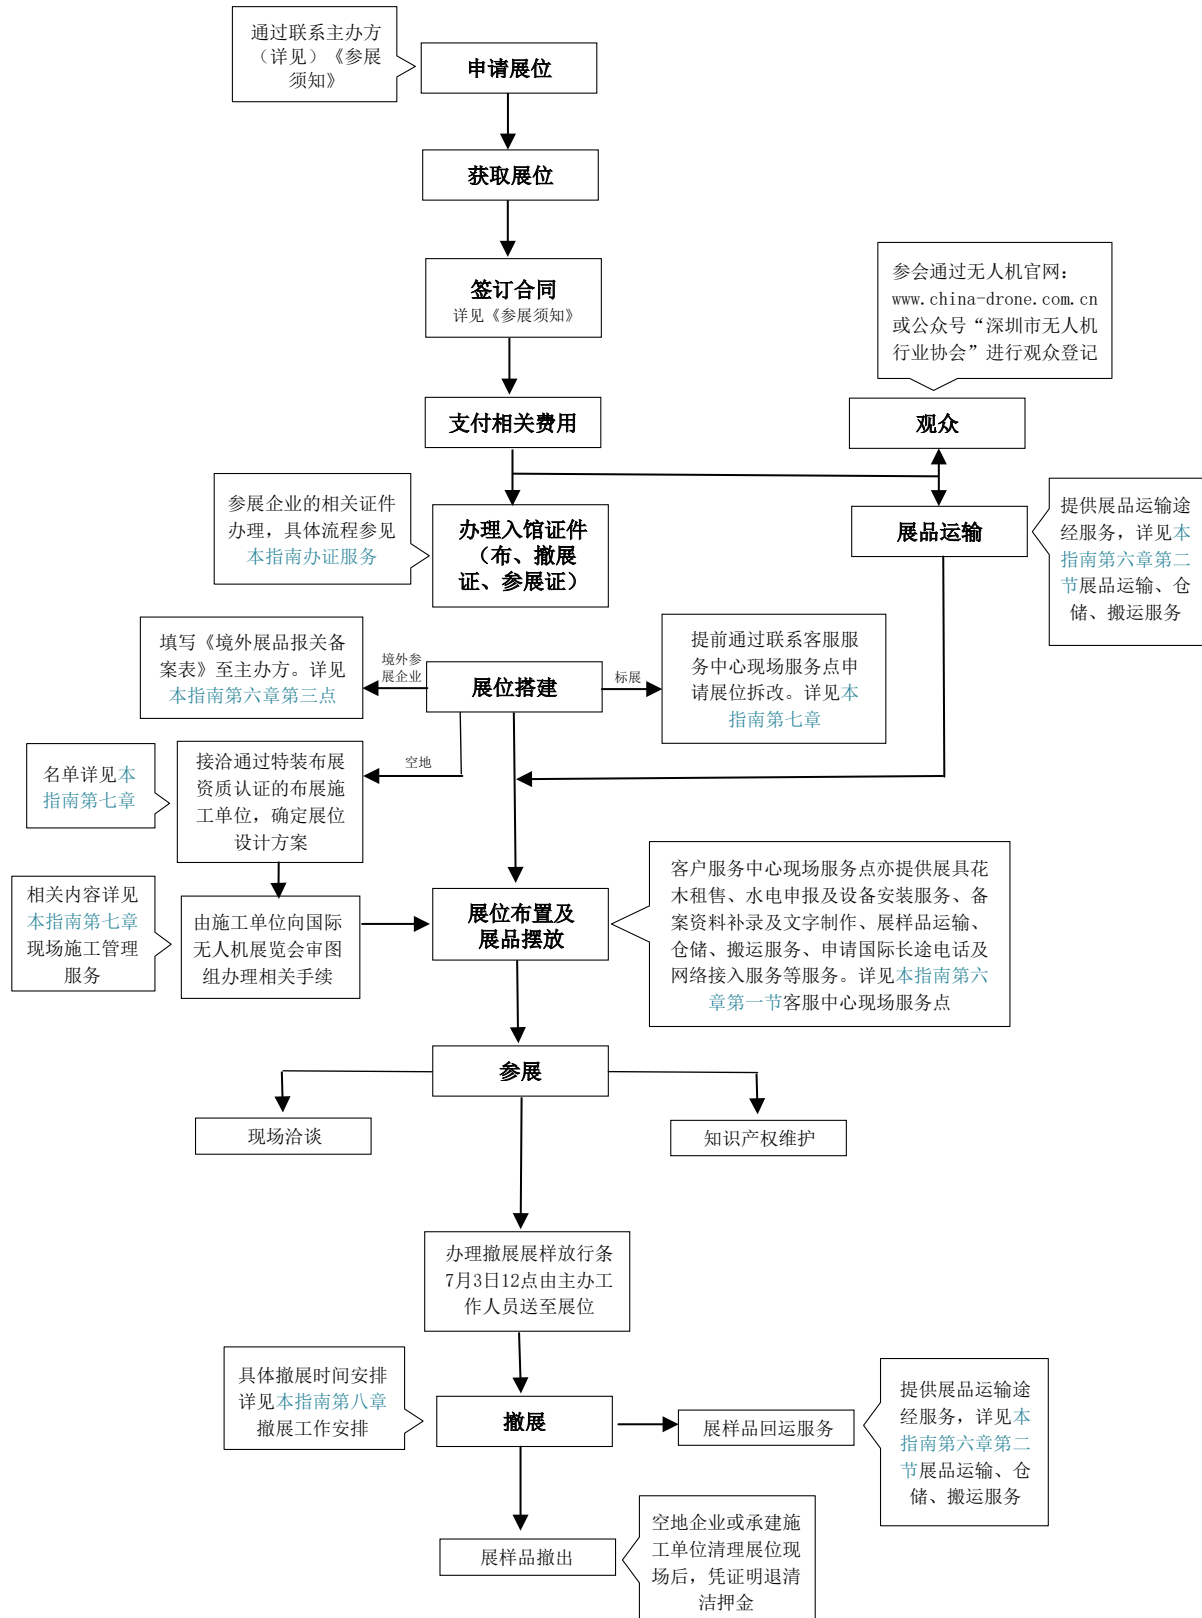 通过联系主办方
（详见）《参展
须知》
申请展位
获取展位
签订合同
详见《参展须知》
参会通过无人机官网：
www.china-drone.com.cn
或公众号“深圳市无人机
行业协会”进行观众登记
支付相关费用
观众
参展企业的相关证件
办理，具体流程参见
本指南办证服务
办理入馆证件
（布、撤展
证、参展证）
展品运输
提供展品运输途
经服务，详见本
指南第六章第二
节展品运输、仓
储、搬运服务
填写《境外展品报关备
案表》至主办方。详见
本指南第六章第三点
境外参
展企业
展位搭建
标展
提前通过联系客服服
务中心现场服务点申
请展位拆改。详见本
指南第七章
名单详见本
指南第七章
接洽通过特装布展
资质认证的布展施
工单位，确定展位
设计方案
空地
相关内容详见
本指南第七章
现场施工管理
服务
由施工单位向国际
无人机展览会审图
组办理相关手续
展位布置及
展品摆放
客户服务中心现场服务点亦提供展具花
木租售、水电申报及设备安装服务、备
案资料补录及文字制作、展样品运输、
仓储、搬运服务、申请国际长途电话及
网络接入服务等服务。详见本指南第六
章第一节客服中心现场服务点
参展
现场洽谈
知识产权维护
办理撤展展样放行条
7月3日12点由主办工
作人员送至展位
具体撤展时间安排
详见本指南第八章
撤展工作安排
撤展
展样品回运服务
提供展品运输途
经服务，详见本
指南第六章第二
节展品运输、仓
储、搬运服务
展样品撤出
空地企业或承建施
工单位清理展位现
场后，凭证明退清
洁押金